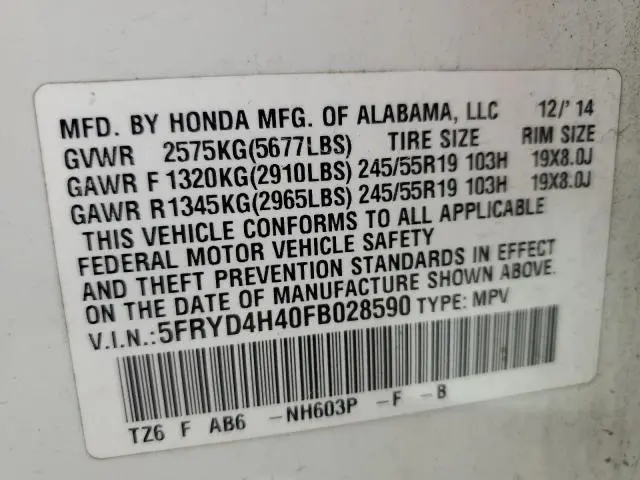 MFD. BY HONDA MFG. OF ALABAMA, LLC 12/'14
GVWR 2575KG(5677LBS) TIRE SIZE RIM SIZE
GAWR F 1320KG(2910LBS) 245/55R19 103H 19X8.0J
GAWR R1345KG(2965LBS) 245/55R19 103H 19X8.0J
THIS VEHICLE CONFORMS TO ALL APPLICABLE
FEDERAL MOTOR VEHICLE SAFETY
AND THEFT PREVENTION STANDARDS IN EFFECT
ON THE DATE OF MANUFACTURE SHOWN ABOVE.
V.I.N.:5FRYD4H40FB028590 TYPE: MPV
TZ6 F AB6 -NH603P -F -B